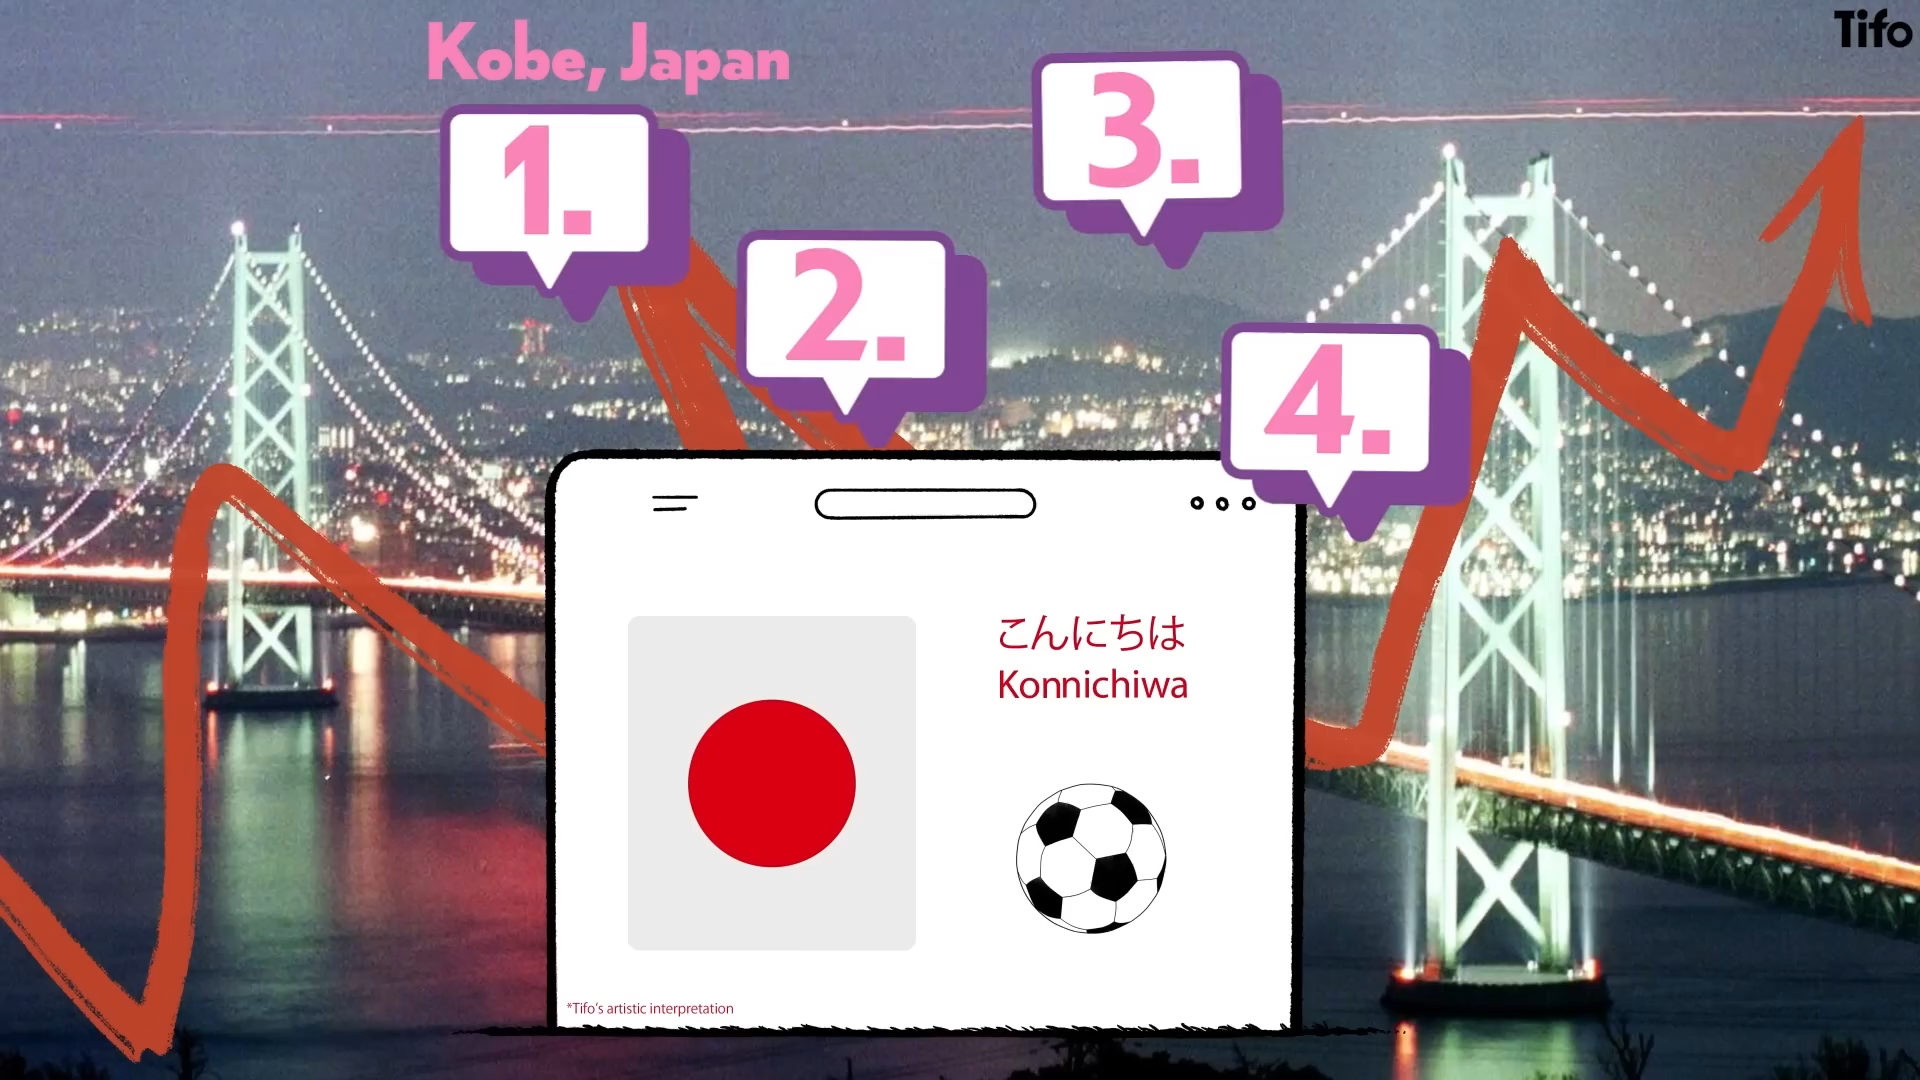 Tifo
Kobe, Japan
1.
2.
3.
4.
こんにちは
Konnichiwa
*Tifo's artistic interpretation